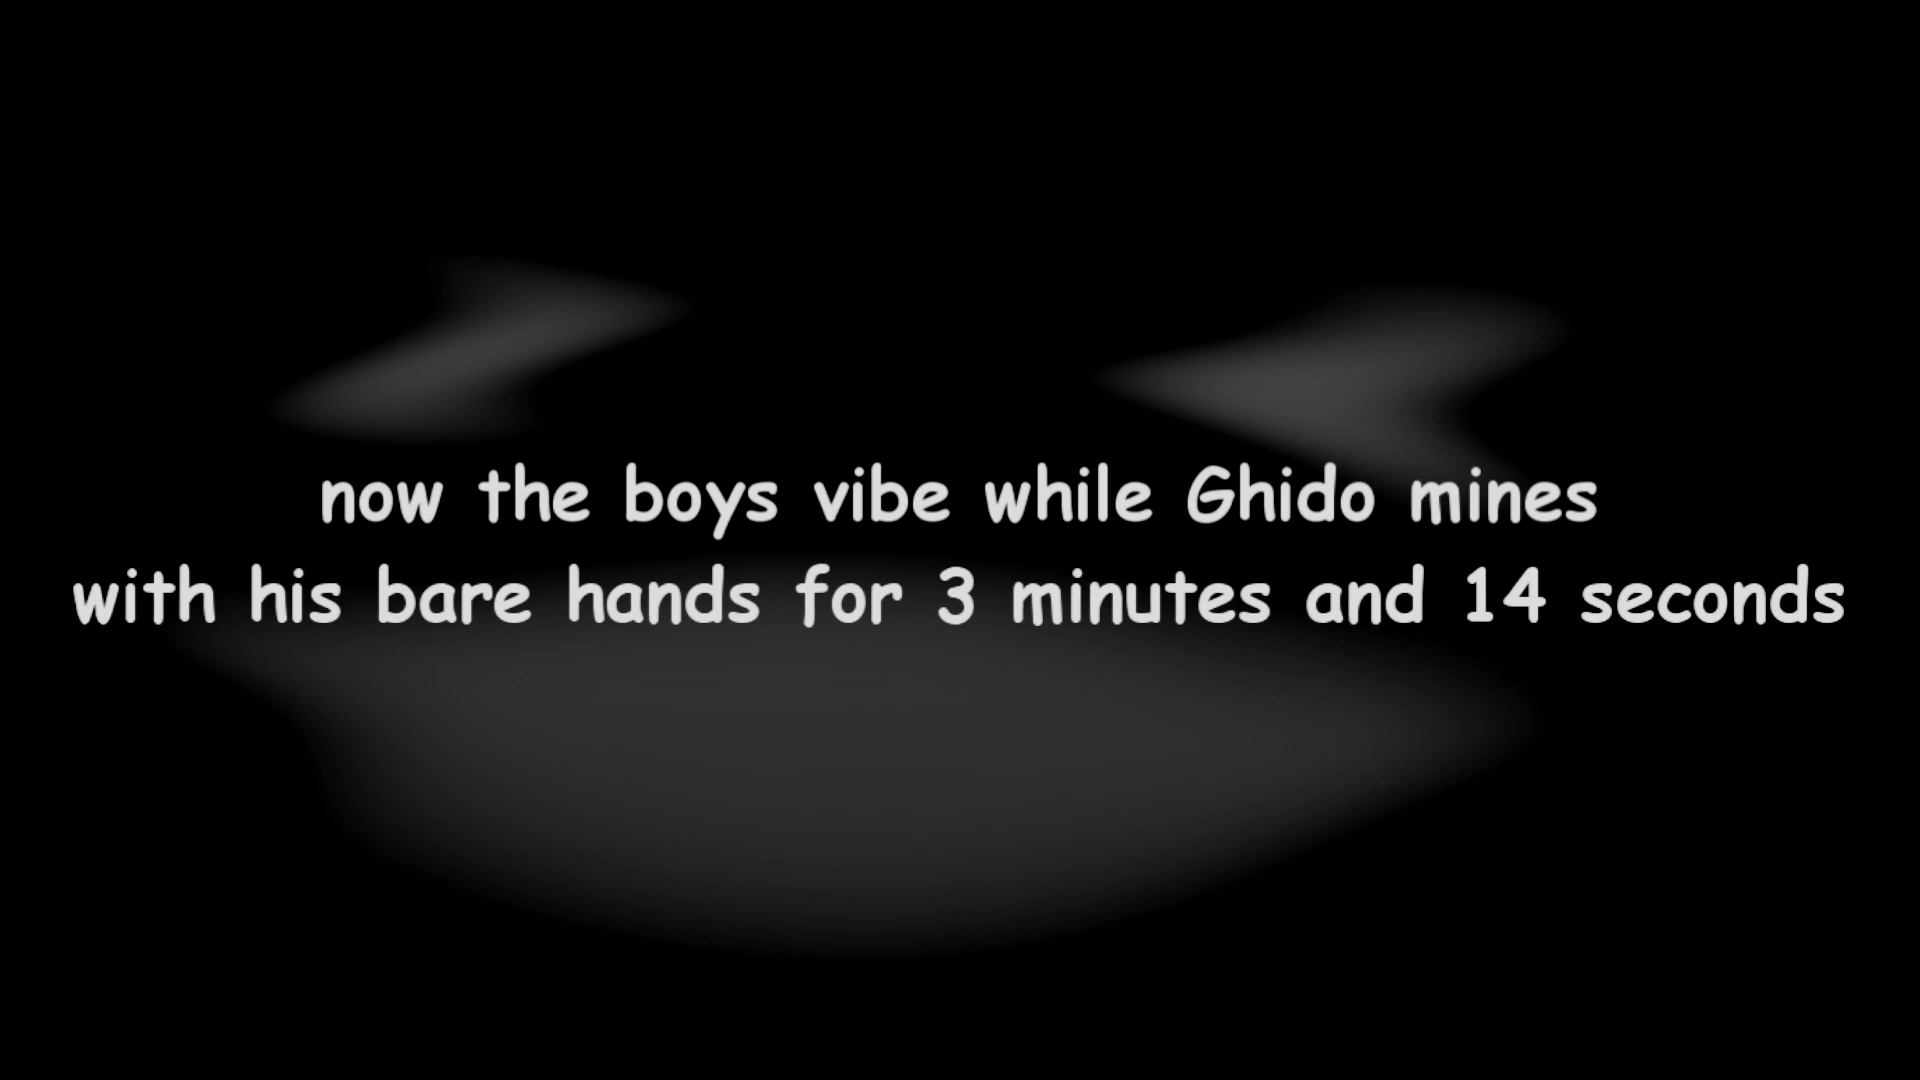 now the boys vibe while Ghido mines
with his bare hands for 3 minutes and 14 seconds